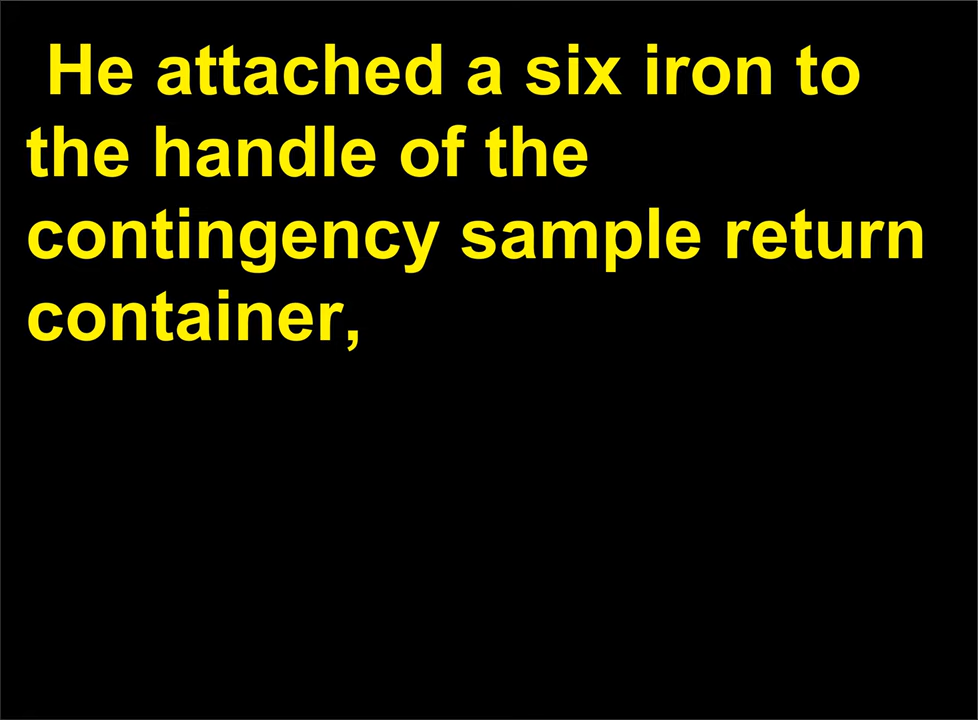 He attached a six iron to
the handle of the
contingency sample return
container,